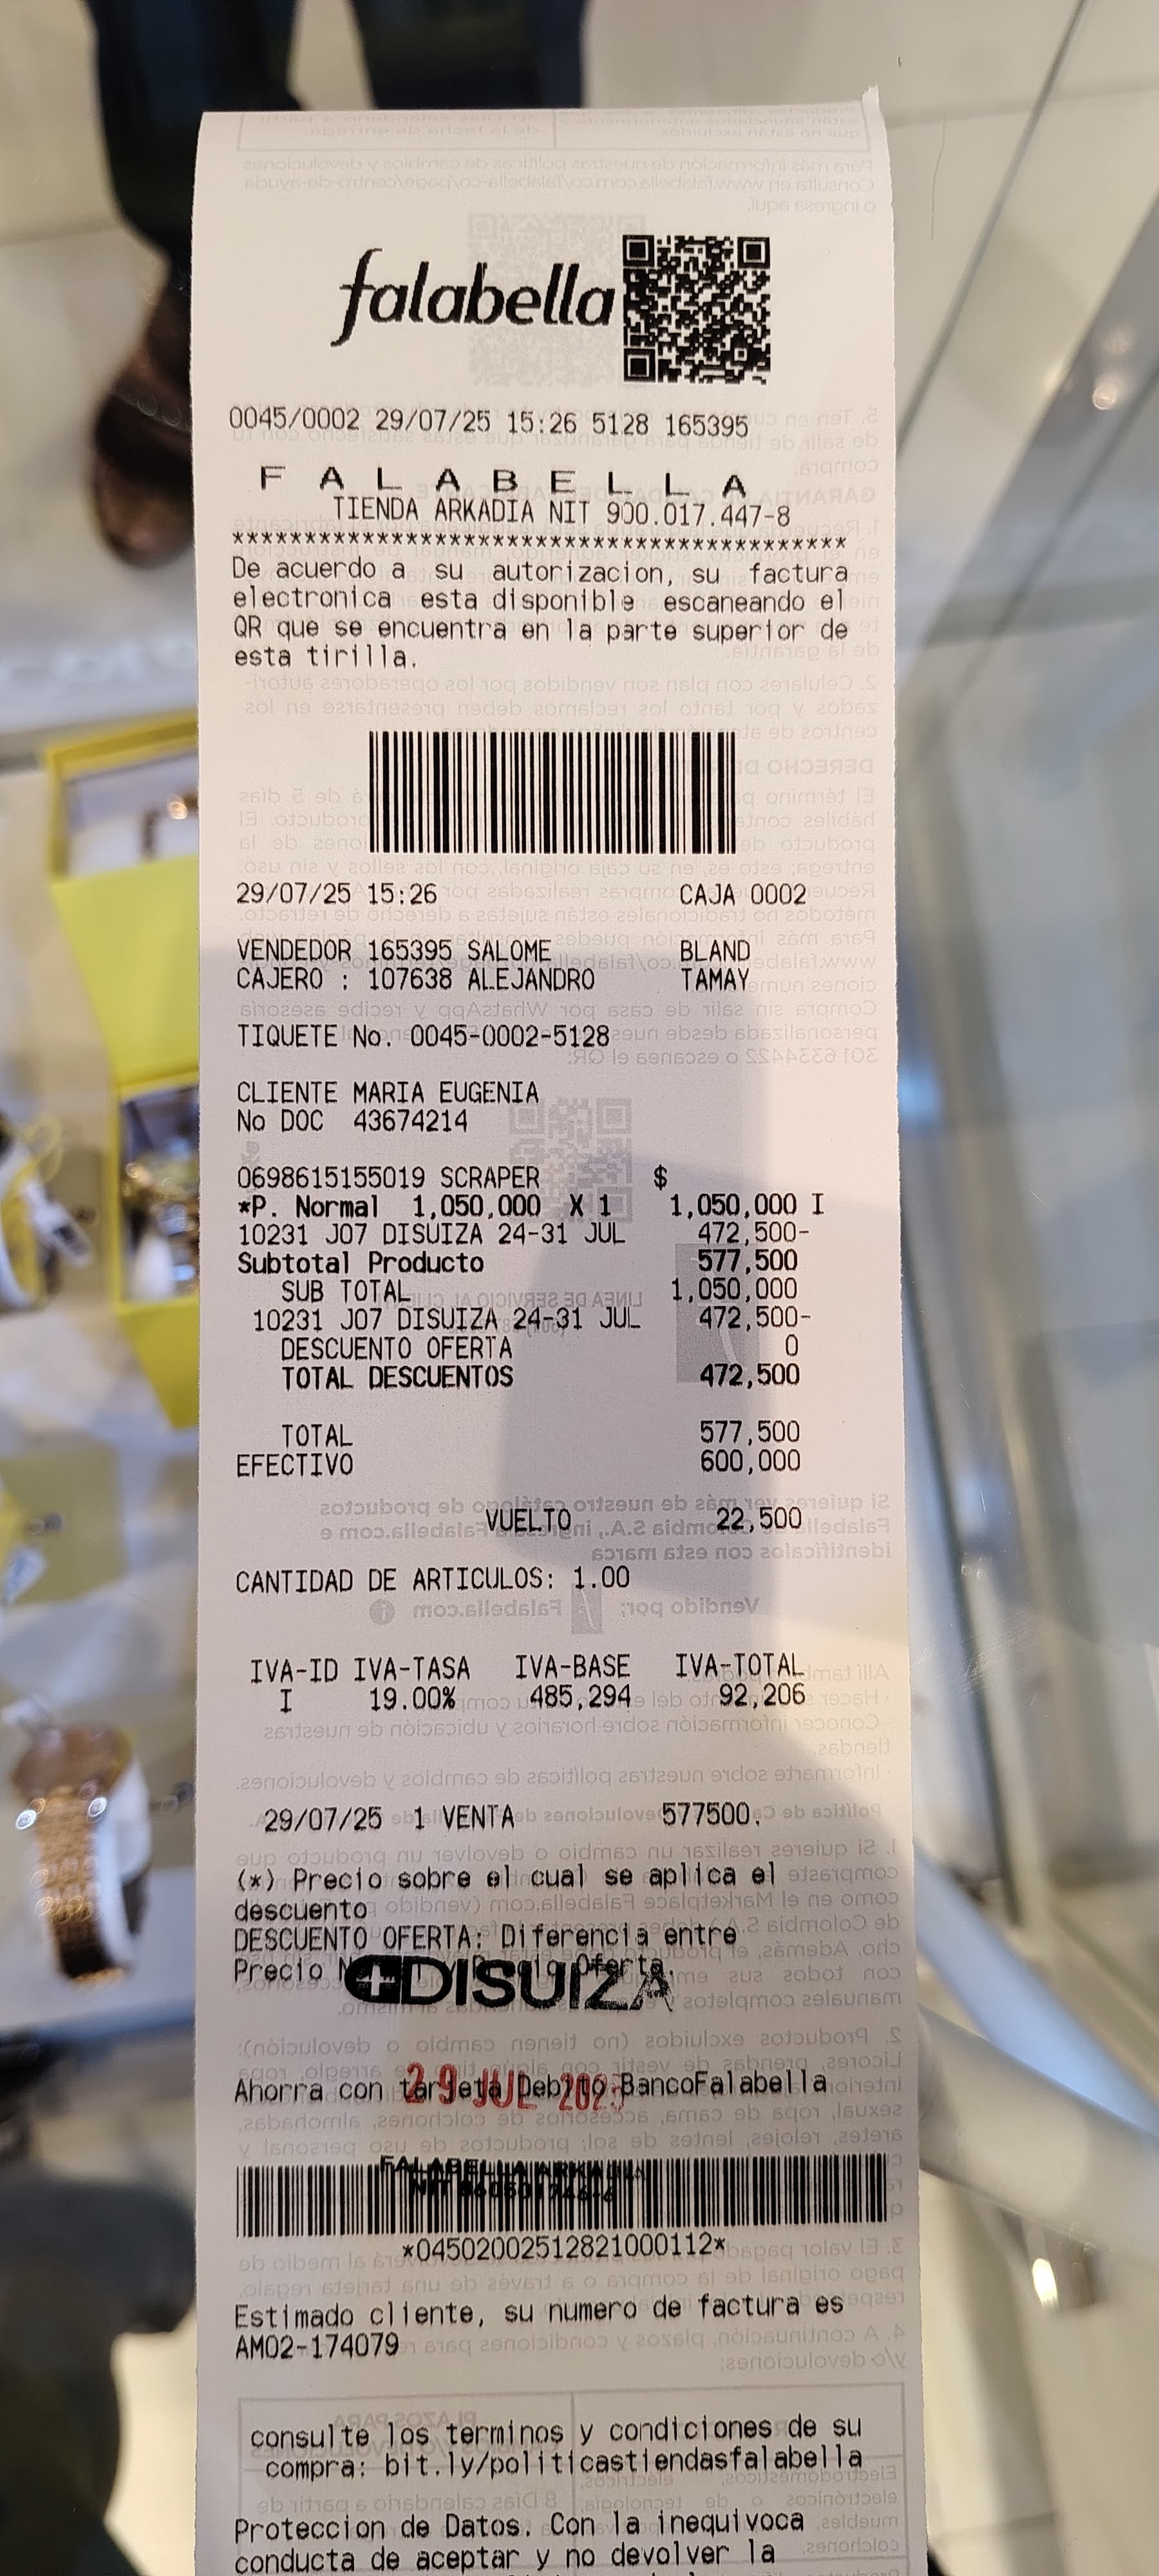 falabella
0045/0002 29/07/25 15:26 5128 165395
F A L A B E L L A
TIENDA ARKADIA NIT 900.017.447-8
******************************************
De acuerdo a su autorizacion, su factura
electronica esta disponible escaneando el
QR que se encuentra en la parte superior de
esta tirilla.
29/07/25 15:26 CAJA 0002
VENDEDOR 165395 SALOME BLAND
CAJERO : 107638 ALEJANDRO TAMAY
TIQUETE No. 0045-0002-5128
CLIENTE MARIA EUGENIA
No DOC 43674214
0698615155019 SCRAPER $
*P. Normal 1,050,000 X 1 1,050,000 I
10231 J07 DISUIZA 24-31 JUL 472,500-
Subtotal Producto 577,500
SUB TOTAL 1,050,000
10231 J07 DISUIZA 24-31 JUL 472,500-
DESCUENTO OFERTA 0
TOTAL DESCUENTOS 472,500
TOTAL 577,500
EFECTIVO 600,000
VUELTO 22,500
CANTIDAD DE ARTICULOS: 1.00
IVA-ID IVA-TASA IVA-BASE IVA-TOTAL
I 19.00% 485,294 92,206
29/07/25 1 VENTA 577500.
(*) Precio sobre el cual se aplica el
descuento
DESCUENTO OFERTA: Diferencia entre
Precio Oferta.
DISUIZA
29 JUL 2025
Ahorra con tarjeta Debito BancoFalabella
FALABELLA ARKADIA
*04502002512821000112*
Estimado cliente, su numero de factura es
AM02-174079
consulte los terminos y condiciones de su
compra: bit.ly/politicastiendasfalabella
Proteccion de Datos. Con la inequivoca
conducta de aceptar y no devolver la